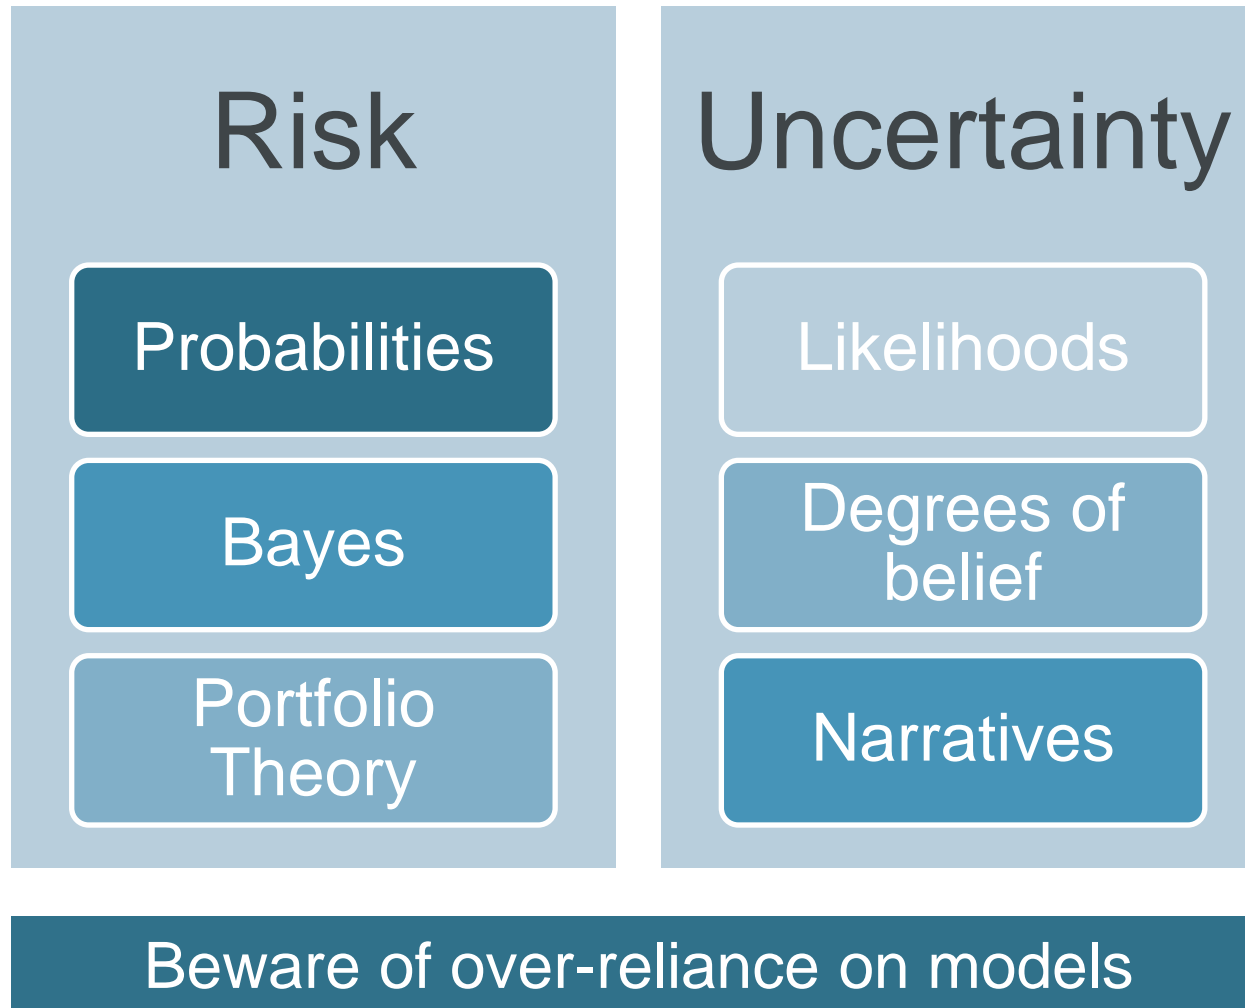 Risk
Probabilities
Bayes
Portfolio
Theory
Uncertainty
Likelihoods
Degrees of
belief
Narratives
Beware of over-reliance on models